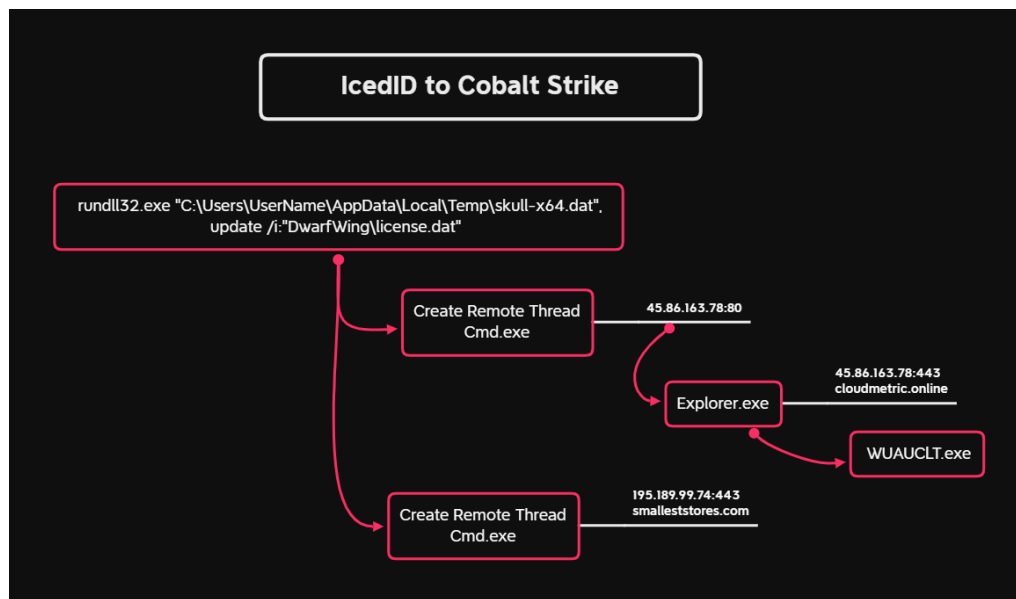 IcedID to Cobalt Strike
rundll32.exe "C:\Users\UserName\AppData\Local\Temp\skull-x64.dat",
update /i:"DwarfWing\license.dat"
Create Remote Thread
Cmd.exe
45.86.163.78:80
Explorer.exe
45.86.163.78:443
cloudmetric.online
WUAUCLT.exe
Create Remote Thread
Cmd.exe
195.189.99.74:443
smalleststores.com